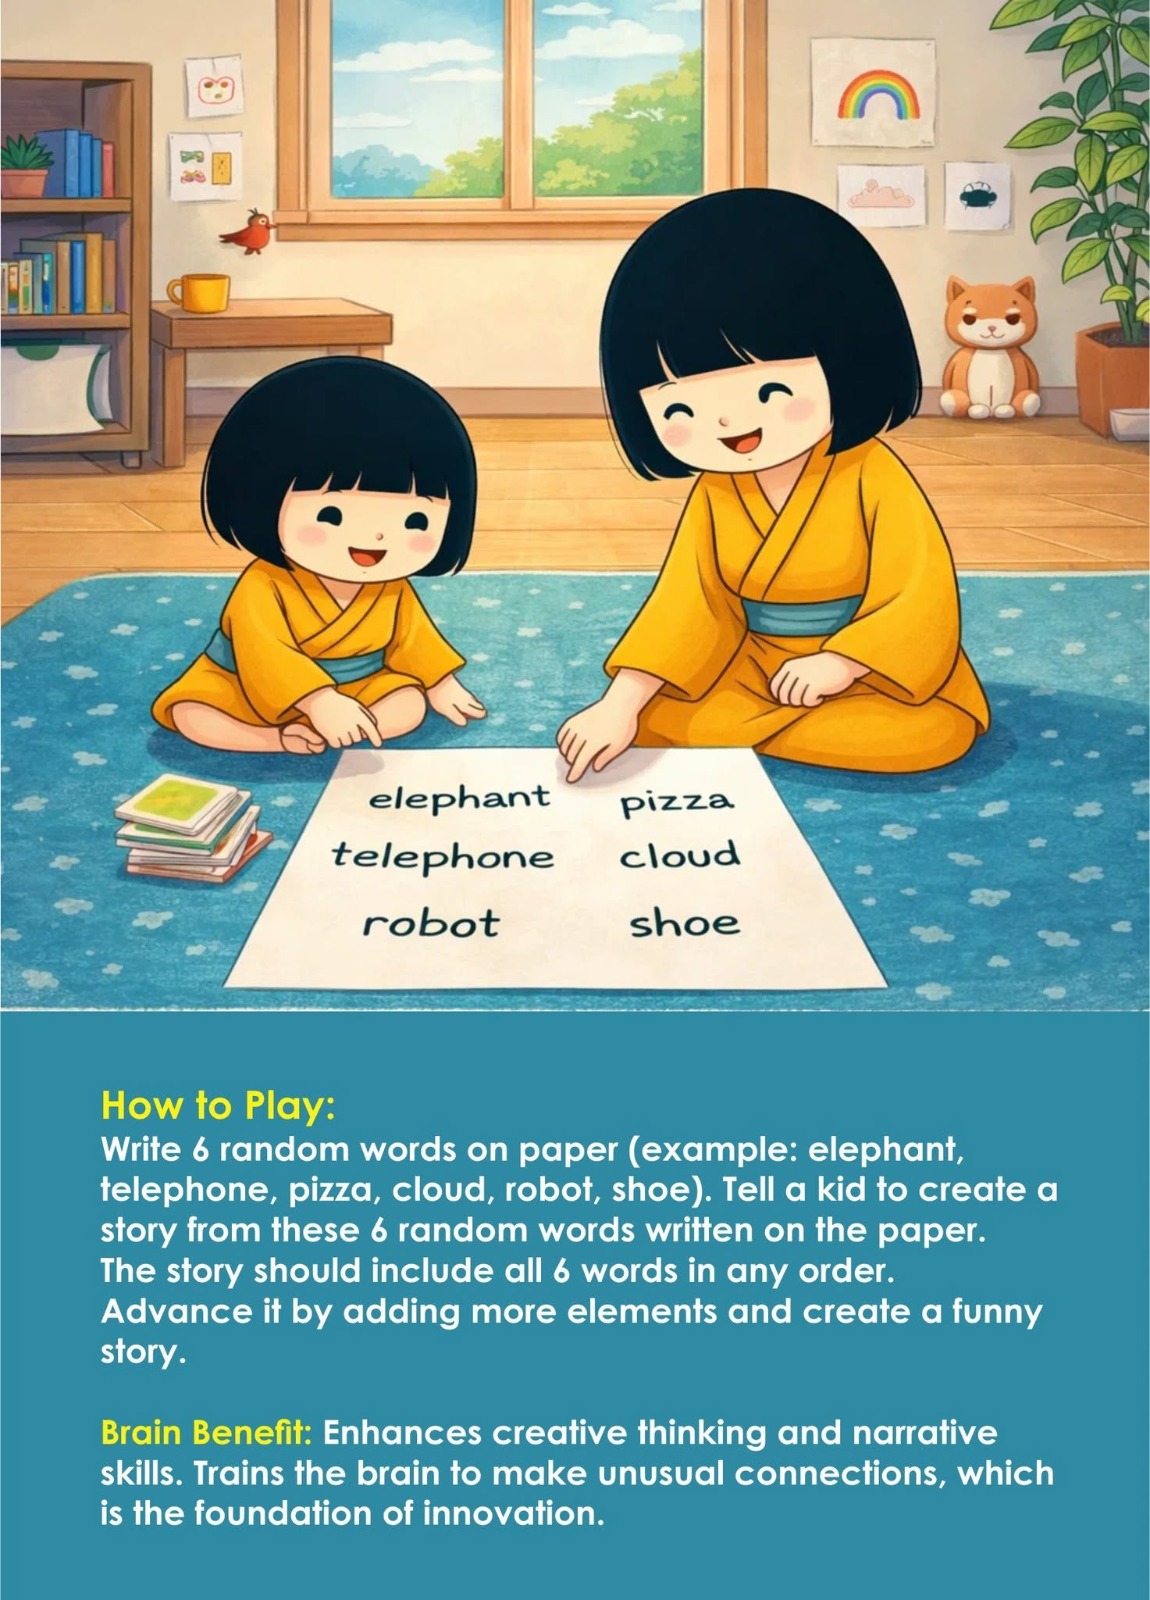 elephant pizza
telephone cloud
robot shoe
How to Play:
Write 6 random words on paper (example: elephant,
telephone, pizza, cloud, robot, shoe). Tell a kid to create a
story from these 6 random words written on the paper.
The story should include all 6 words in any order.
Advance it by adding more elements and create a funny
story.
Brain Benefit: Enhances creative thinking and narrative
skills. Trains the brain to make unusual connections, which
is the foundation of innovation.